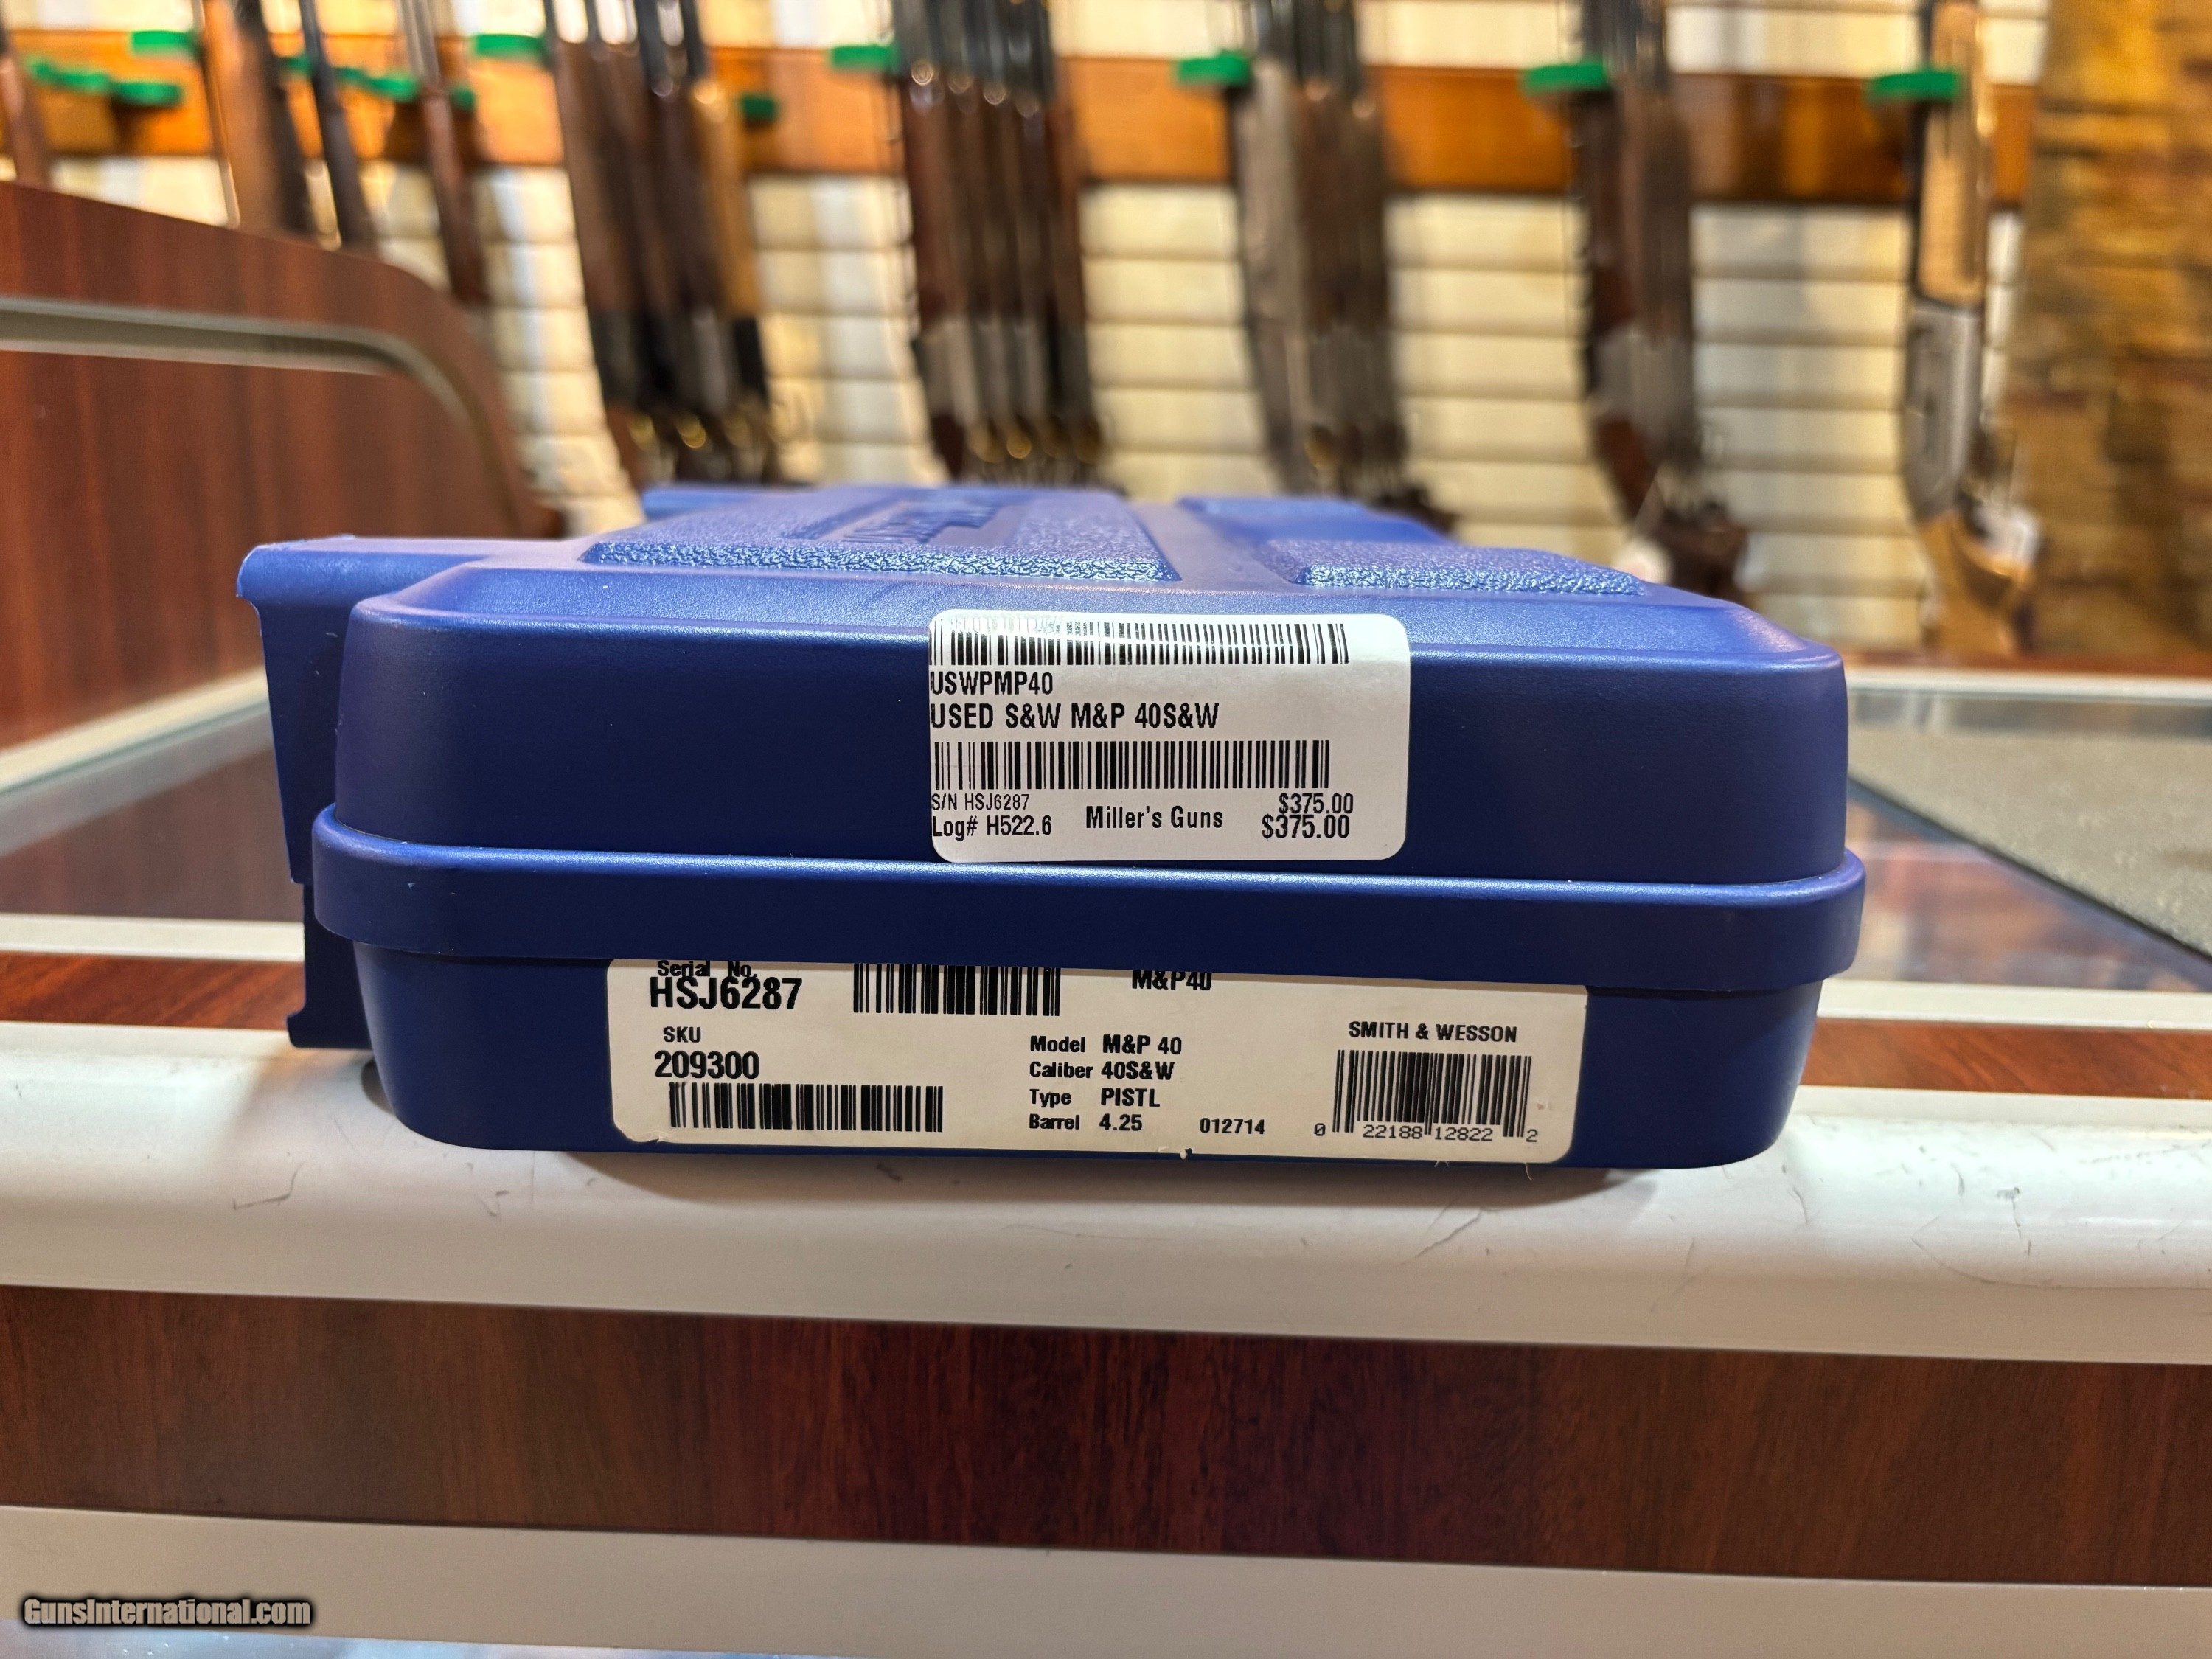 USWPMP40
USED S&W M&P 40S&W
S/N HSJ6287
$375.00
Log# H522.6
Miller's Guns
$375.00
Serial No.
HSJ6287
M&P40
SKU
209300
Model M&P 40
Caliber 40S&W
Type PISTL
Barrel 4.25
012714
SMITH & WESSON
0 22188 12822 2
GunsInternational.com